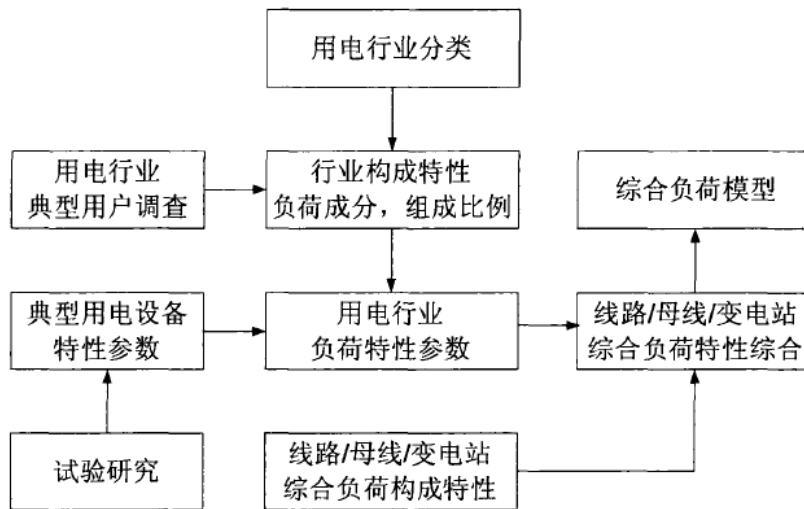 用电行业分类
用电行业
典型用户调查
行业构成特性
负荷成分，组成比例
综合负荷模型
典型用电设备
特性参数
用电行业
负荷特性参数
线路/母线/变电站
综合负荷特性综合
试验研究
线路/母线/变电站
综合负荷构成特性